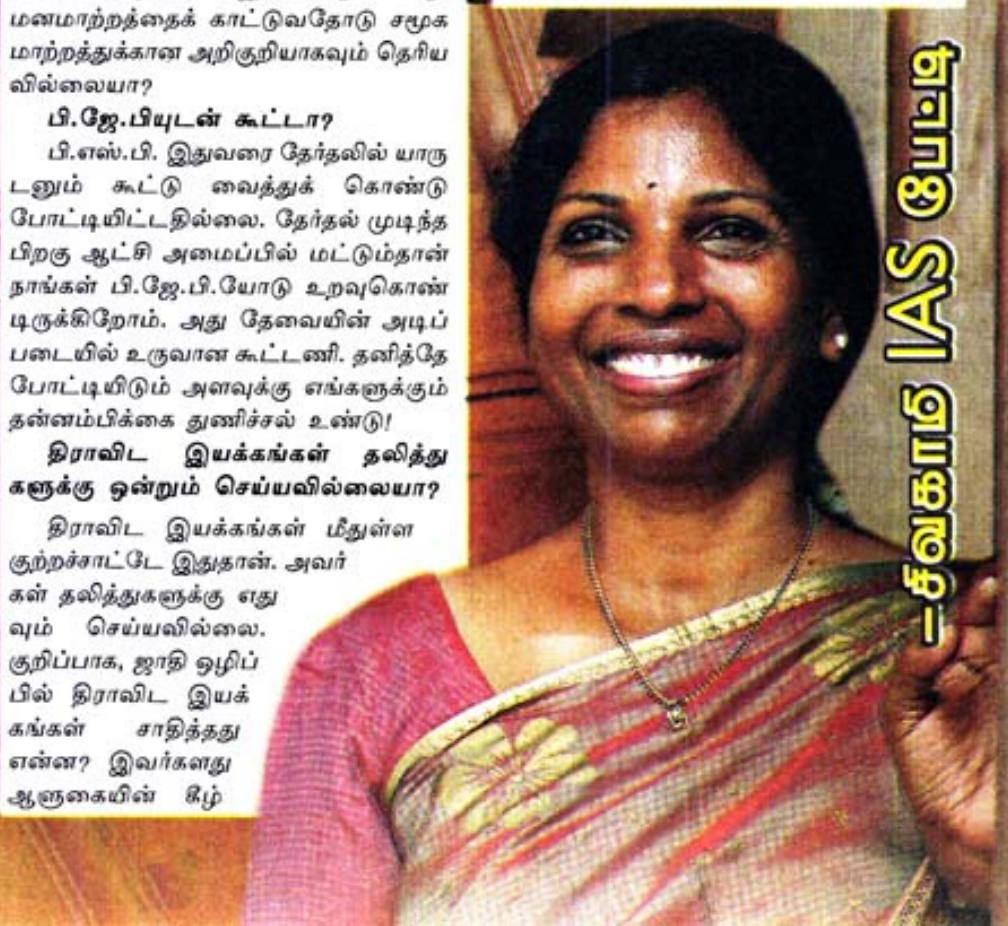 மனமாற்றத்தைக் காட்டுவதோடு சமூக
மாற்றத்துக்கான அறிகுறியாகவும் தெரிய
வில்லையா?
பி.ஜே.பியுடன் கூட்டா?
பி.எஸ்.பி. இதுவரை தேர்தலில் யாரு
டனும் கூட்டு வைத்துக் கொண்டு
போட்டியிட்டதில்லை. தேர்தல் முடிந்த
பிறகு ஆட்சி அமைப்பில் மட்டும்தான்
நாங்கள் பி.ஜே.பி.யோடு உறவுகொண்
டிருக்கிறோம். அது தேவையின் அடிப்
படையில் உருவான கூட்டணி. தனித்தே
போட்டியிடும் அளவுக்கு எங்களுக்கும்
தன்னம்பிக்கை துணிச்சல் உண்டு!
திராவிட இயக்கங்கள் தலித்து
களுக்கு ஒன்றும் செய்யவில்லையா?
திராவிட இயக்கங்கள் மீதுள்ள
குற்றச்சாட்டே இதுதான். அவர்
கள் தலித்துகளுக்கு எது
வும் செய்யவில்லை.
குறிப்பாக, ஜாதி ஒழிப்
பில் திராவிட இயக்
கங்கள் சாதித்தது
என்ன? இவர்களது
ஆளுகையின் கீழ்
-சிவகாமி IAS பேட்டி